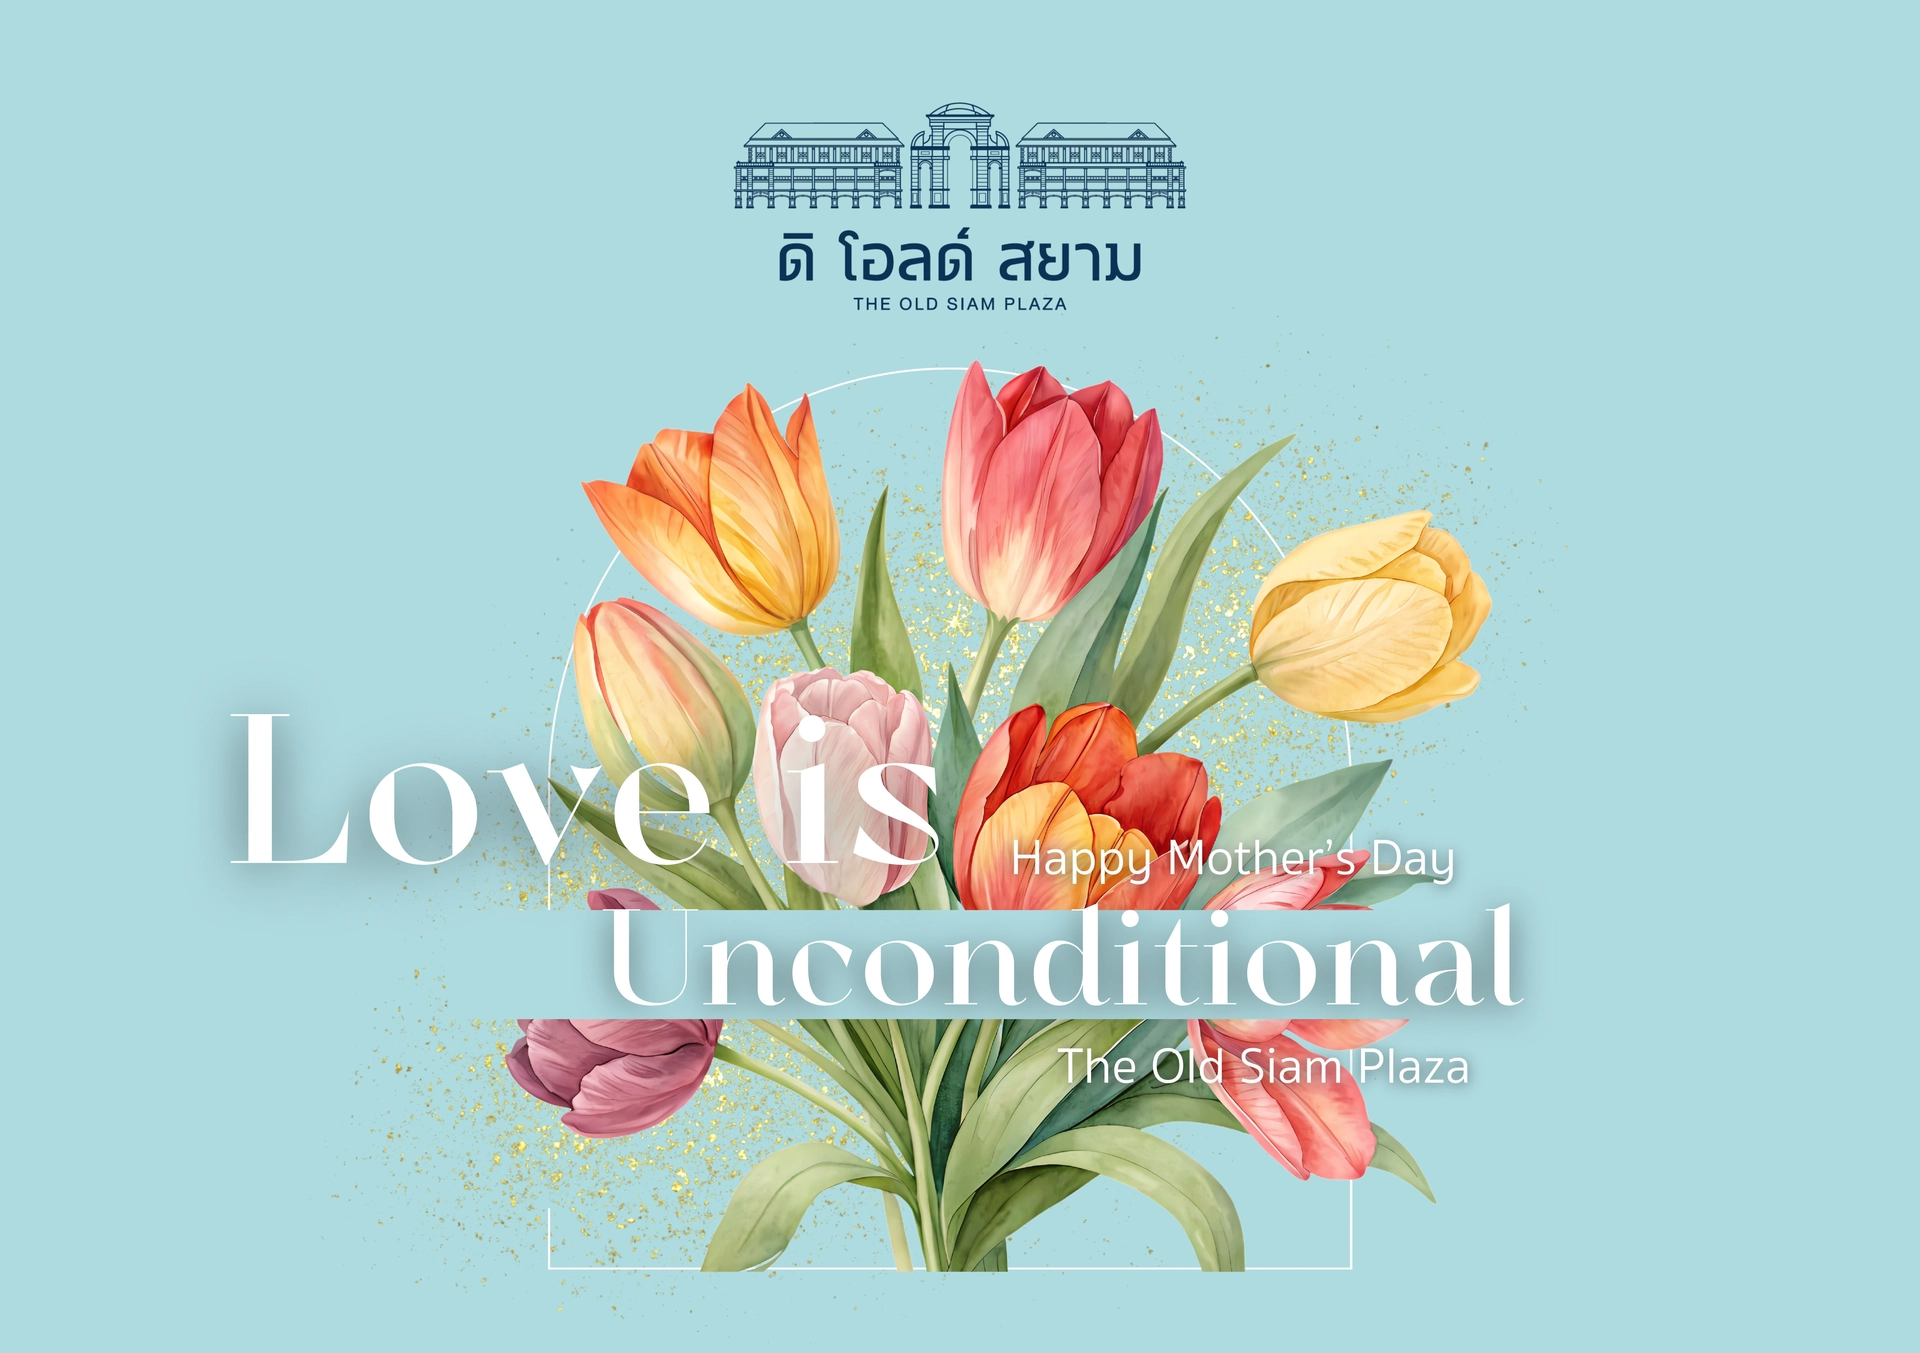 ดิ โอลด์ สยาม
THE OLD SIAM PLAZA
Love is
Happy Mother's Day
Unconditional
The Old Siam Plaza